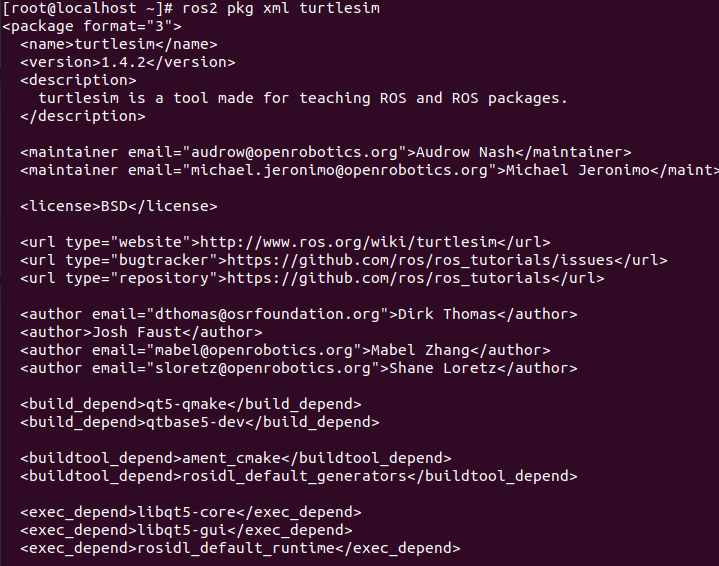 [root@localhost ~]# ros2 pkg xml turtlesim
<package format="3">
  <name>turtlesim</name>
  <version>1.4.2</version>
  <description>
    turtlesim is a tool made for teaching ROS and ROS packages.
  </description>

  <maintainer email="audrow@openrobotics.org">Audrow Nash</maintainer>
  <maintainer email="michael.jeronimo@openrobotics.org">Michael Jeronimo</maint>

  <license>BSD</license>

  <url type="website">http://www.ros.org/wiki/turtlesim</url>
  <url type="bugtracker">https://github.com/ros/ros_tutorials/issues</url>
  <url type="repository">https://github.com/ros/ros_tutorials</url>

  <author email="dthomas@osrfoundation.org">Dirk Thomas</author>
  <author>Josh Faust</author>
  <author email="mabel@openrobotics.org">Mabel Zhang</author>
  <author email="sloretz@openrobotics.org">Shane Loretz</author>

  <build_depend>qt5-qmake</build_depend>
  <build_depend>qtbase5-dev</build_depend>

  <buildtool_depend>ament_cmake</buildtool_depend>
  <buildtool_depend>rosidl_default_generators</buildtool_depend>

  <exec_depend>libqt5-core</exec_depend>
  <exec_depend>libqt5-gui</exec_depend>
  <exec_depend>rosidl_default_runtime</exec_depend>